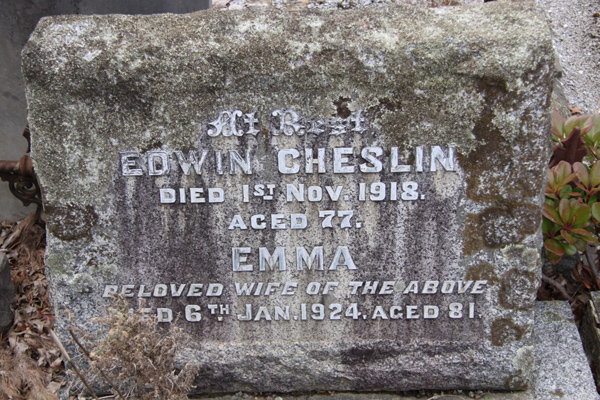 At Rest
EDWIN CHESLIN
DIED 1ST NOV. 1918.
AGED 77.
EMMA
BELOVED WIFE OF THE ABOVE
DIED 6TH JAN. 1924. AGED 81.